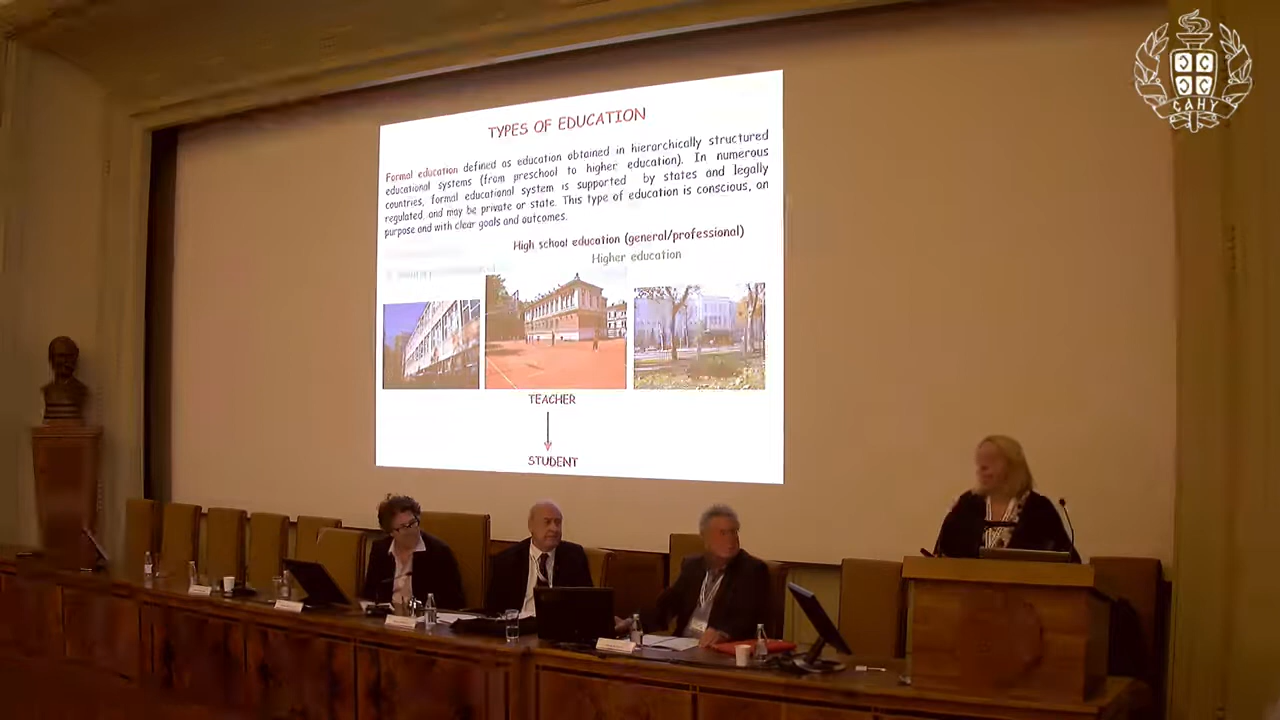 TYPES OF EDUCATION
Formal education defined as education obtained in hierarchically structured
educational systems (from preschool to higher education). In numerous
countries, formal educational system is supported by states and legally
regulated, and may be private or state. This type of education is conscious, on
purpose and with clear goals and outcomes.
High school education (general/professional)
Higher education
TEACHER
STUDENT
САНУ